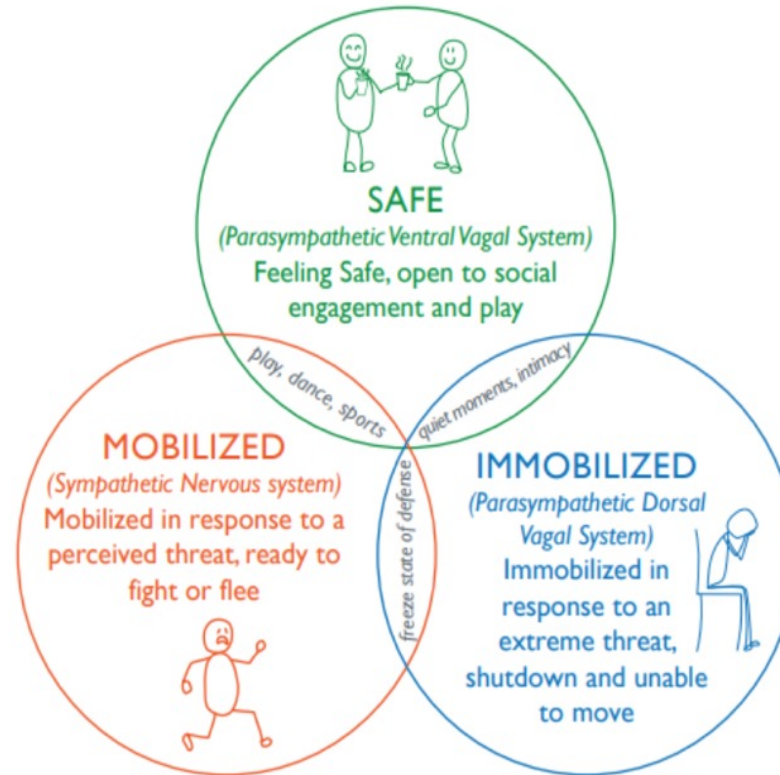 SAFE
(Parasympathetic Ventral Vagal System)
Feeling Safe, open to social
engagement and play
play, dance, sports
quiet moments, intimacy
MOBILIZED
(Sympathetic Nervous system)
Mobilized in response to a
perceived threat, ready to
fight or flee
freeze state of defense
IMMOBILIZED
(Parasympathetic Dorsal
Vagal System)
Immobilized in
response to an
extreme threat,
shutdown and unable
to move